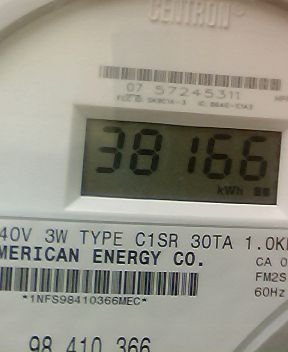 CENTRON®
07 57245311
38166
kWh
40V 3W TYPE C1SR 30TA 1.0K
MERICAN ENERGY CO.
CA 0
FM2S
*1NFS98410366MEC*
60Hz
98 410 366